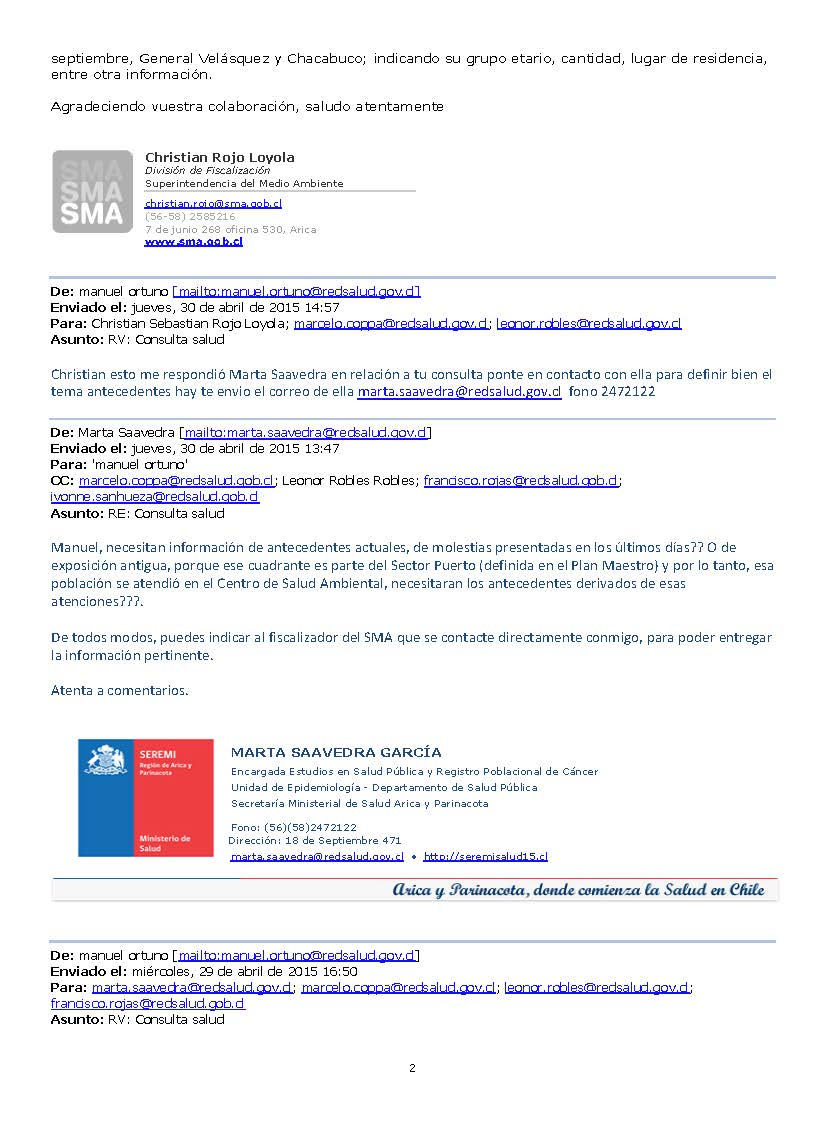 septiembre, General Velásquez y Chacabuco; indicando su grupo etario, cantidad, lugar de residencia,
entre otra información.
Agradeciendo vuestra colaboración, saludo atentamente
SMA
SMA
SMA
Christian Rojo Loyola
División de Fiscalización
Superintendencia del Medio Ambiente
christian.rojo@sma.gob.cl
(56-58) 2585216
7 de junio 268 oficina 530, Arica
www.sma.gob.cl
De: manuel ortuno [mailto:manuel.ortuno@redsalud.gov.cl]
Enviado el: jueves, 30 de abril de 2015 14:57
Para: Christian Sebastian Rojo Loyola; marcelo.coppa@redsalud.gov.cl; leonor.robles@redsalud.gov.cl
Asunto: RV: Consulta salud
Christian esto me respondió Marta Saavedra en relación a tu consulta ponte en contacto con ella para definir bien el
tema antecedentes hay te envio el correo de ella marta.saavedra@redsalud.gov.cl fono 2472122
De: Marta Saavedra [mailto:marta.saavedra@redsalud.gov.cl]
Enviado el: jueves, 30 de abril de 2015 13:47
Para: 'manuel ortuno'
CC: marcelo.coppa@redsalud.gob.cl; Leonor Robles Robles; francisco.rojas@redsalud.gob.cl;
ivonne.sanhueza@redsalud.gob.cl
Asunto: RE: Consulta salud
Manuel, necesitan información de antecedentes actuales, de molestias presentadas en los últimos días?? O de
exposición antigua, porque ese cuadrante es parte del Sector Puerto (definida en el Plan Maestro) y por lo tanto, esa
población se atendió en el Centro de Salud Ambiental, necesitaran los antecedentes derivados de esas
atenciones???.
De todos modos, puedes indicar al fiscalizador del SMA que se contacte directamente conmigo, para poder entregar
la información pertinente.
Atenta a comentarios.
SEREMI
Región de Arica y
Parinacota
Ministerio de
Salud
MARTA SAAVEDRA GARCÍA
Encargada Estudios en Salud Pública y Registro Poblacional de Cáncer
Unidad de Epidemiología - Departamento de Salud Pública
Secretaría Ministerial de Salud Arica y Parinacota
Fono: (56)(58)2472122
Dirección: 18 de Septiembre 471
marta.saavedra@redsalud.gov.cl • http://seremisalud15.cl
Arica y Parinacota, donde comienza la Salud en Chile
De: manuel ortuno [mailto:manuel.ortuno@redsalud.gov.cl]
Enviado el: miércoles, 29 de abril de 2015 16:50
Para: marta.saavedra@redsalud.gov.cl; marcelo.coppa@redsalud.gov.cl; leonor.robles@redsalud.gov.cl;
francisco.rojas@redsalud.gob.cl
Asunto: RV: Consulta salud
2